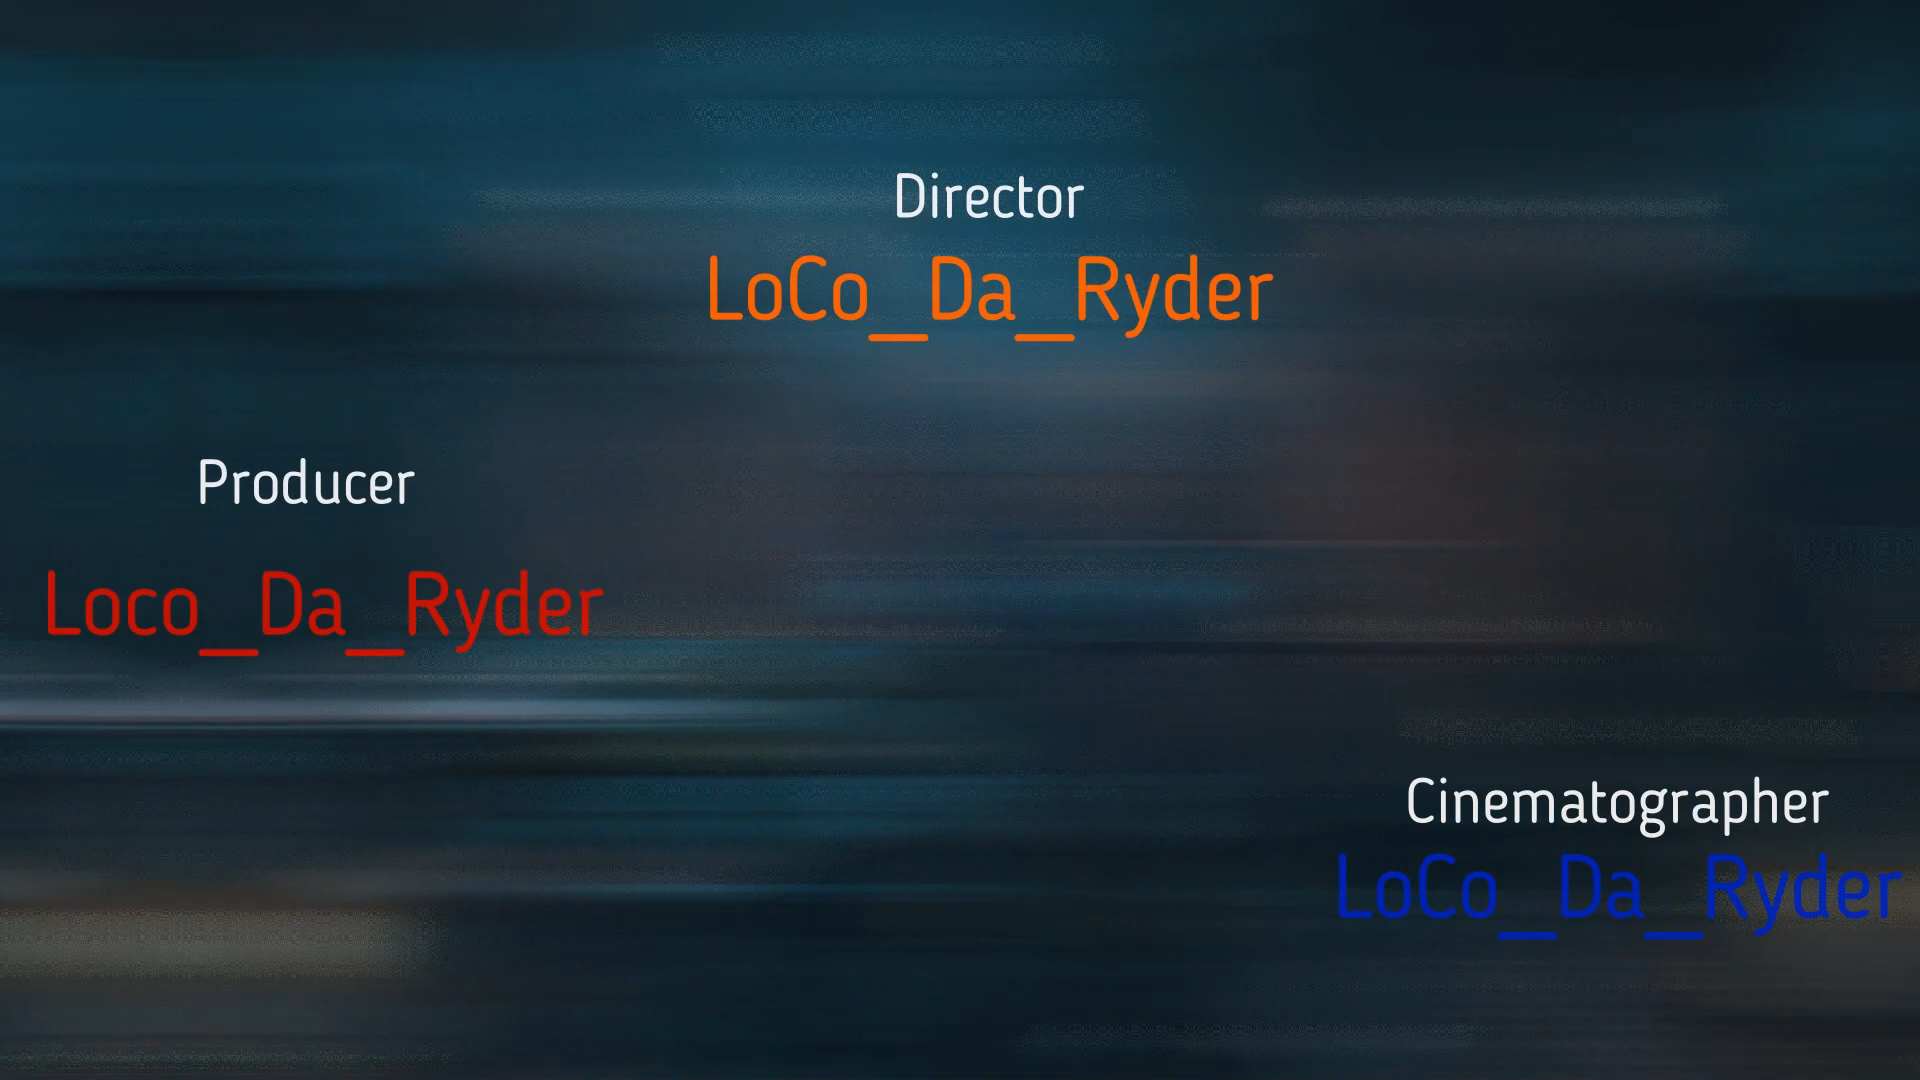 Director
LoCo_Da_Ryder
Producer
Loco_Da_Ryder
Cinematographer
LoCo_Da_Ryder